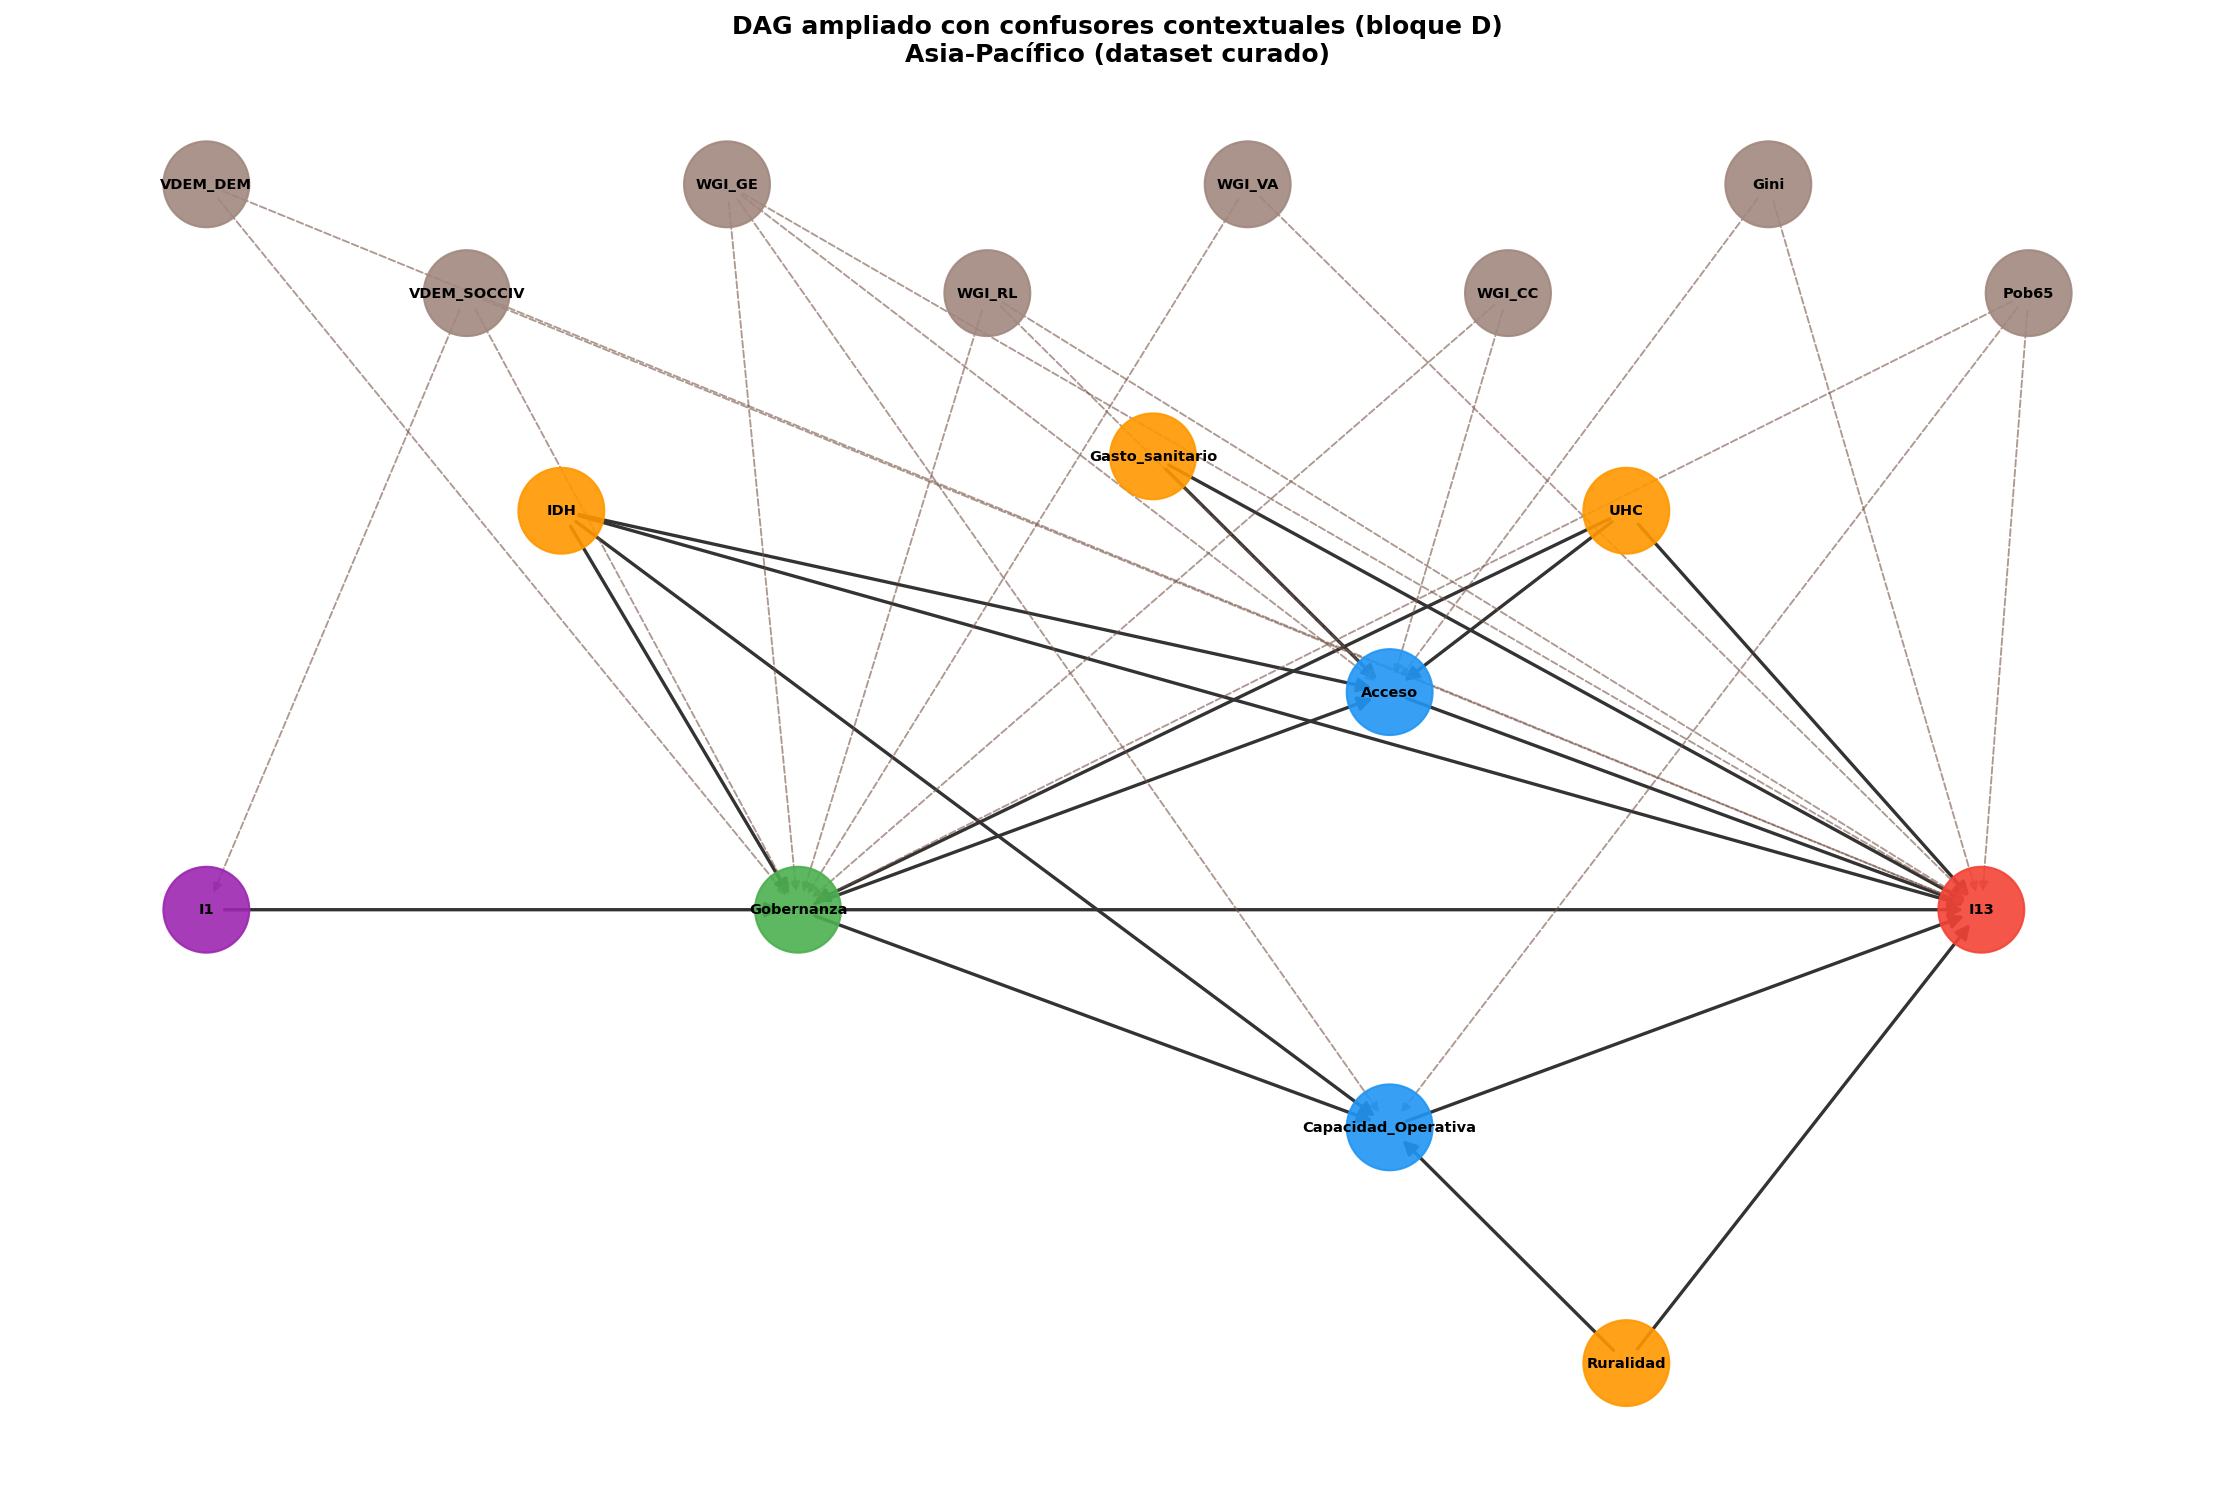 DAG ampliado con confusores contextuales (bloque D)
Asia-Pacífico (dataset curado)
VDEM_DEM
WGI_GE
WGI_VA
Gini
VDEM_SOCCIV
WGI_RL
WGI_CC
Pob65
Gasto_sanitario
IDH
UHC
Acceso
I1
Gobernanza
I13
Capacidad_Operativa
Ruralidad